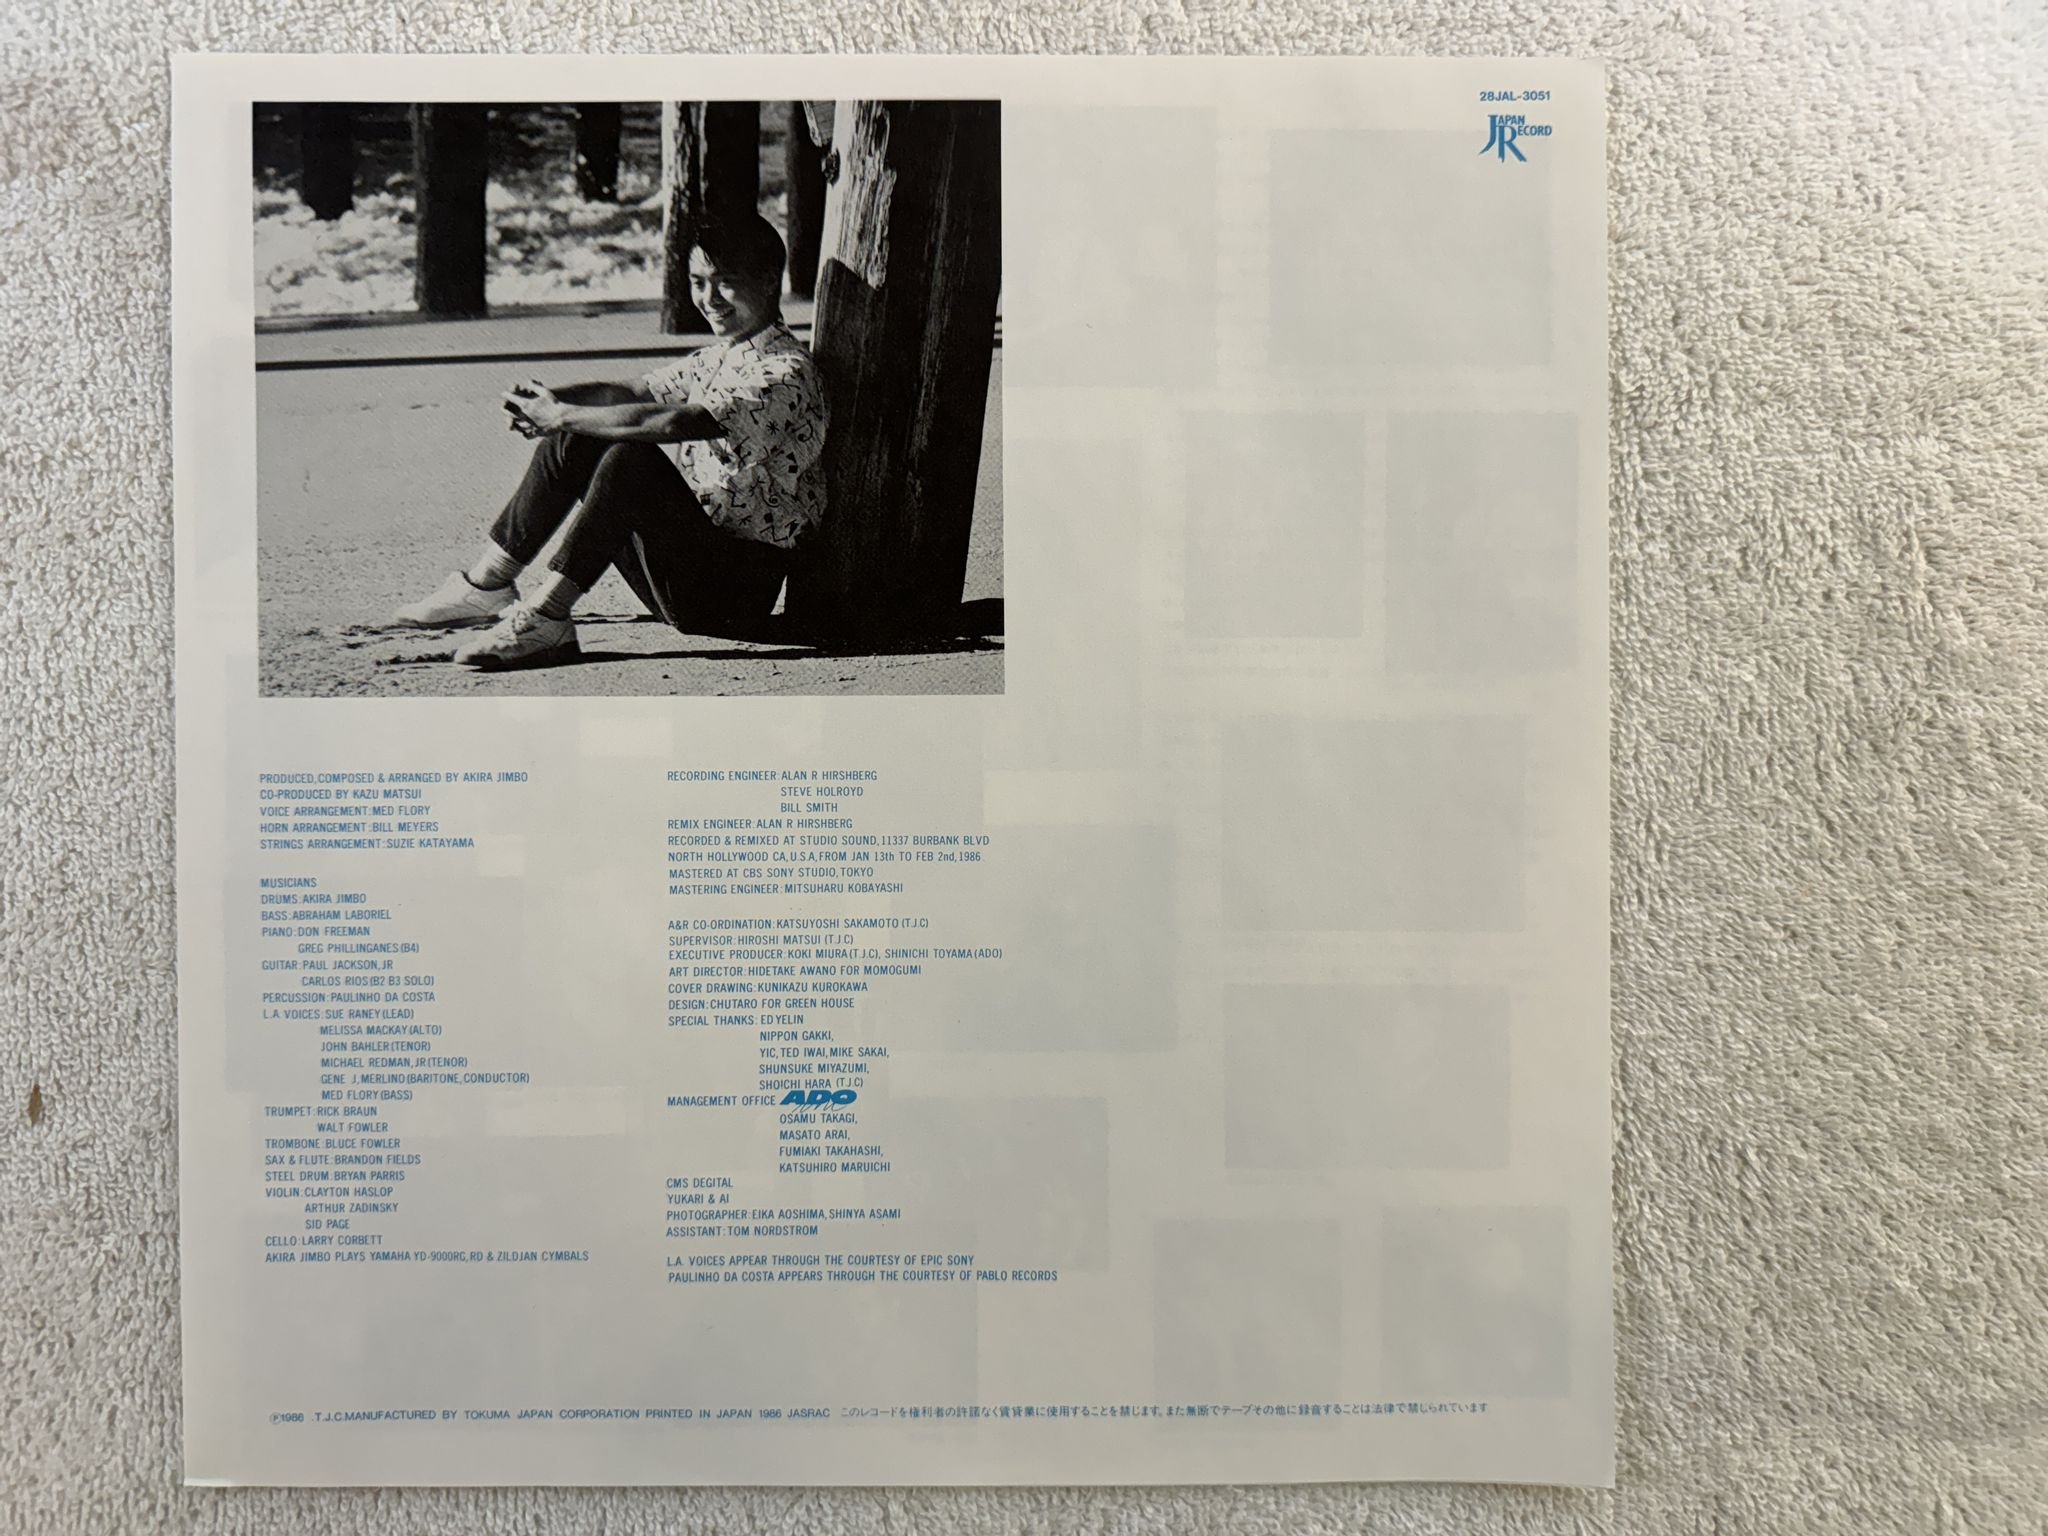 28JAL-3051
JAPAN RECORD
PRODUCED, COMPOSED & ARRANGED BY AKIRA JIMBO
CO-PRODUCED BY KAZU MATSUI
VOICE ARRANGEMENT: MED FLORY
HORN ARRANGEMENT: BILL MEYERS
STRINGS ARRANGEMENT: SUZIE KATAYAMA
MUSICIANS
DRUMS: AKIRA JIMBO
BASS: ABRAHAM LABORIEL
PIANO: DON FREEMAN
GREG PHILLINGANES (B4)
GUITAR: PAUL JACKSON, JR
CARLOS RIOS (B2 B3 SOLO)
PERCUSSION: PAULINHO DA COSTA
L.A. VOICES: SUE RANEY (LEAD)
MELISSA MACKAY (ALTO)
JOHN BAHLER (TENOR)
MICHAEL REDMAN, JR (TENOR)
GENE J, MERLINO (BARITONE, CONDUCTOR)
MED FLORY (BASS)
TRUMPET: RICK BRAUN
WALT FOWLER
TROMBONE: BLUCE FOWLER
SAX & FLUTE: BRANDON FIELDS
STEEL DRUM: BRYAN PARRIS
VIOLIN: CLAYTON HASLOP
ARTHUR ZADINSKY
SID PAGE
CELLO: LARRY CORBETT
AKIRA JIMBO PLAYS YAMAHA YD-9000RG, RD & ZILDJAN CYMBALS
RECORDING ENGINEER: ALAN R HIRSHBERG
STEVE HOLROYD
BILL SMITH
REMIX ENGINEER: ALAN R HIRSHBERG
RECORDED & REMIXED AT STUDIO SOUND, 11337 BURBANK BLVD
NORTH HOLLYWOOD CA, U.S.A, FROM JAN 13th TO FEB 2nd, 1986.
MASTERED AT CBS SONY STUDIO, TOKYO
MASTERING ENGINEER: MITSUHARU KOBAYASHI
A&R CO-ORDINATION: KATSUYOSHI SAKAMOTO (T.J.C)
SUPERVISOR: HIROSHI MATSUI (T.J.C)
EXECUTIVE PRODUCER: KOKI MIURA (T.J.C), SHINICHI TOYAMA (ADO)
ART DIRECTOR: HIDETAKE AWANO FOR MOMOGUMI
COVER DRAWING: KUNIKAZU KUROKAWA
DESIGN: CHUTARO FOR GREEN HOUSE
SPECIAL THANKS: ED YELIN
NIPPON GAKKI,
YIC, TED IWAI, MIKE SAKAI,
SHUNSUKE MIYAZUMI,
SHOICHI HARA (T.J.C)
MANAGEMENT OFFICE ADO
OSAMU TAKAGI,
MASATO ARAI,
FUMIAKI TAKAHASHI,
KATSUHIRO MARUICHI
CMS DEGITAL
YUKARI & AI
PHOTOGRAPHER: EIKA AOSHIMA, SHINYA ASAMI
ASSISTANT: TOM NORDSTROM
L.A. VOICES APPEAR THROUGH THE COURTESY OF EPIC SONY
PAULINHO DA COSTA APPEARS THROUGH THE COURTESY OF PABLO RECORDS
Ⓟ1986 .T.J.C.MANUFACTURED BY TOKUMA JAPAN CORPORATION PRINTED IN JAPAN 1986 JASRAC このレコードを権利者の許諾なく賃貸業に使用することを禁じます。また無断でテープその他に録音することは法律で禁じられています